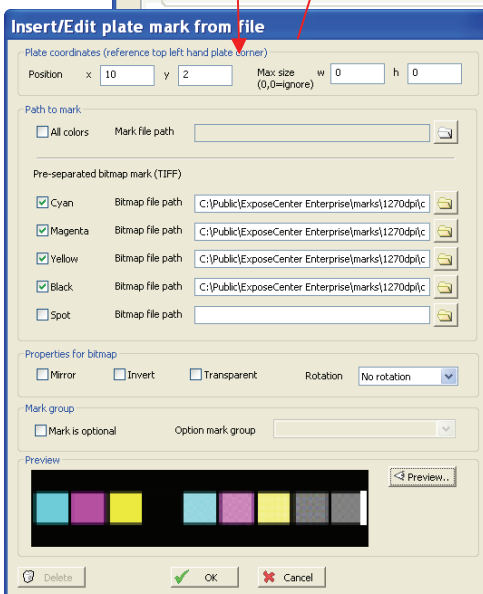 Insert/Edit plate mark from file
Plate coordinates (reference top left hand plate corner)
Position x 10 y 2 Max size w 0 h 0
(0,0=ignore)
Path to mark
All colors Mark file path
Pre-separated bitmap mark (TIFF)
Cyan Bitmap file path C:\Public\ExposeCenter Enterprise\marks\1270dpi\c
Magenta Bitmap file path C:\Public\ExposeCenter Enterprise\marks\1270dpi\c
Yellow Bitmap file path C:\Public\ExposeCenter Enterprise\marks\1270dpi\c
Black Bitmap file path C:\Public\ExposeCenter Enterprise\marks\1270dpi\c
Spot Bitmap file path
Properties for bitmap
Mirror Invert Transparent Rotation No rotation
Mark group
Mark is optional Option mark group
Preview
Preview..
Delete OK Cancel